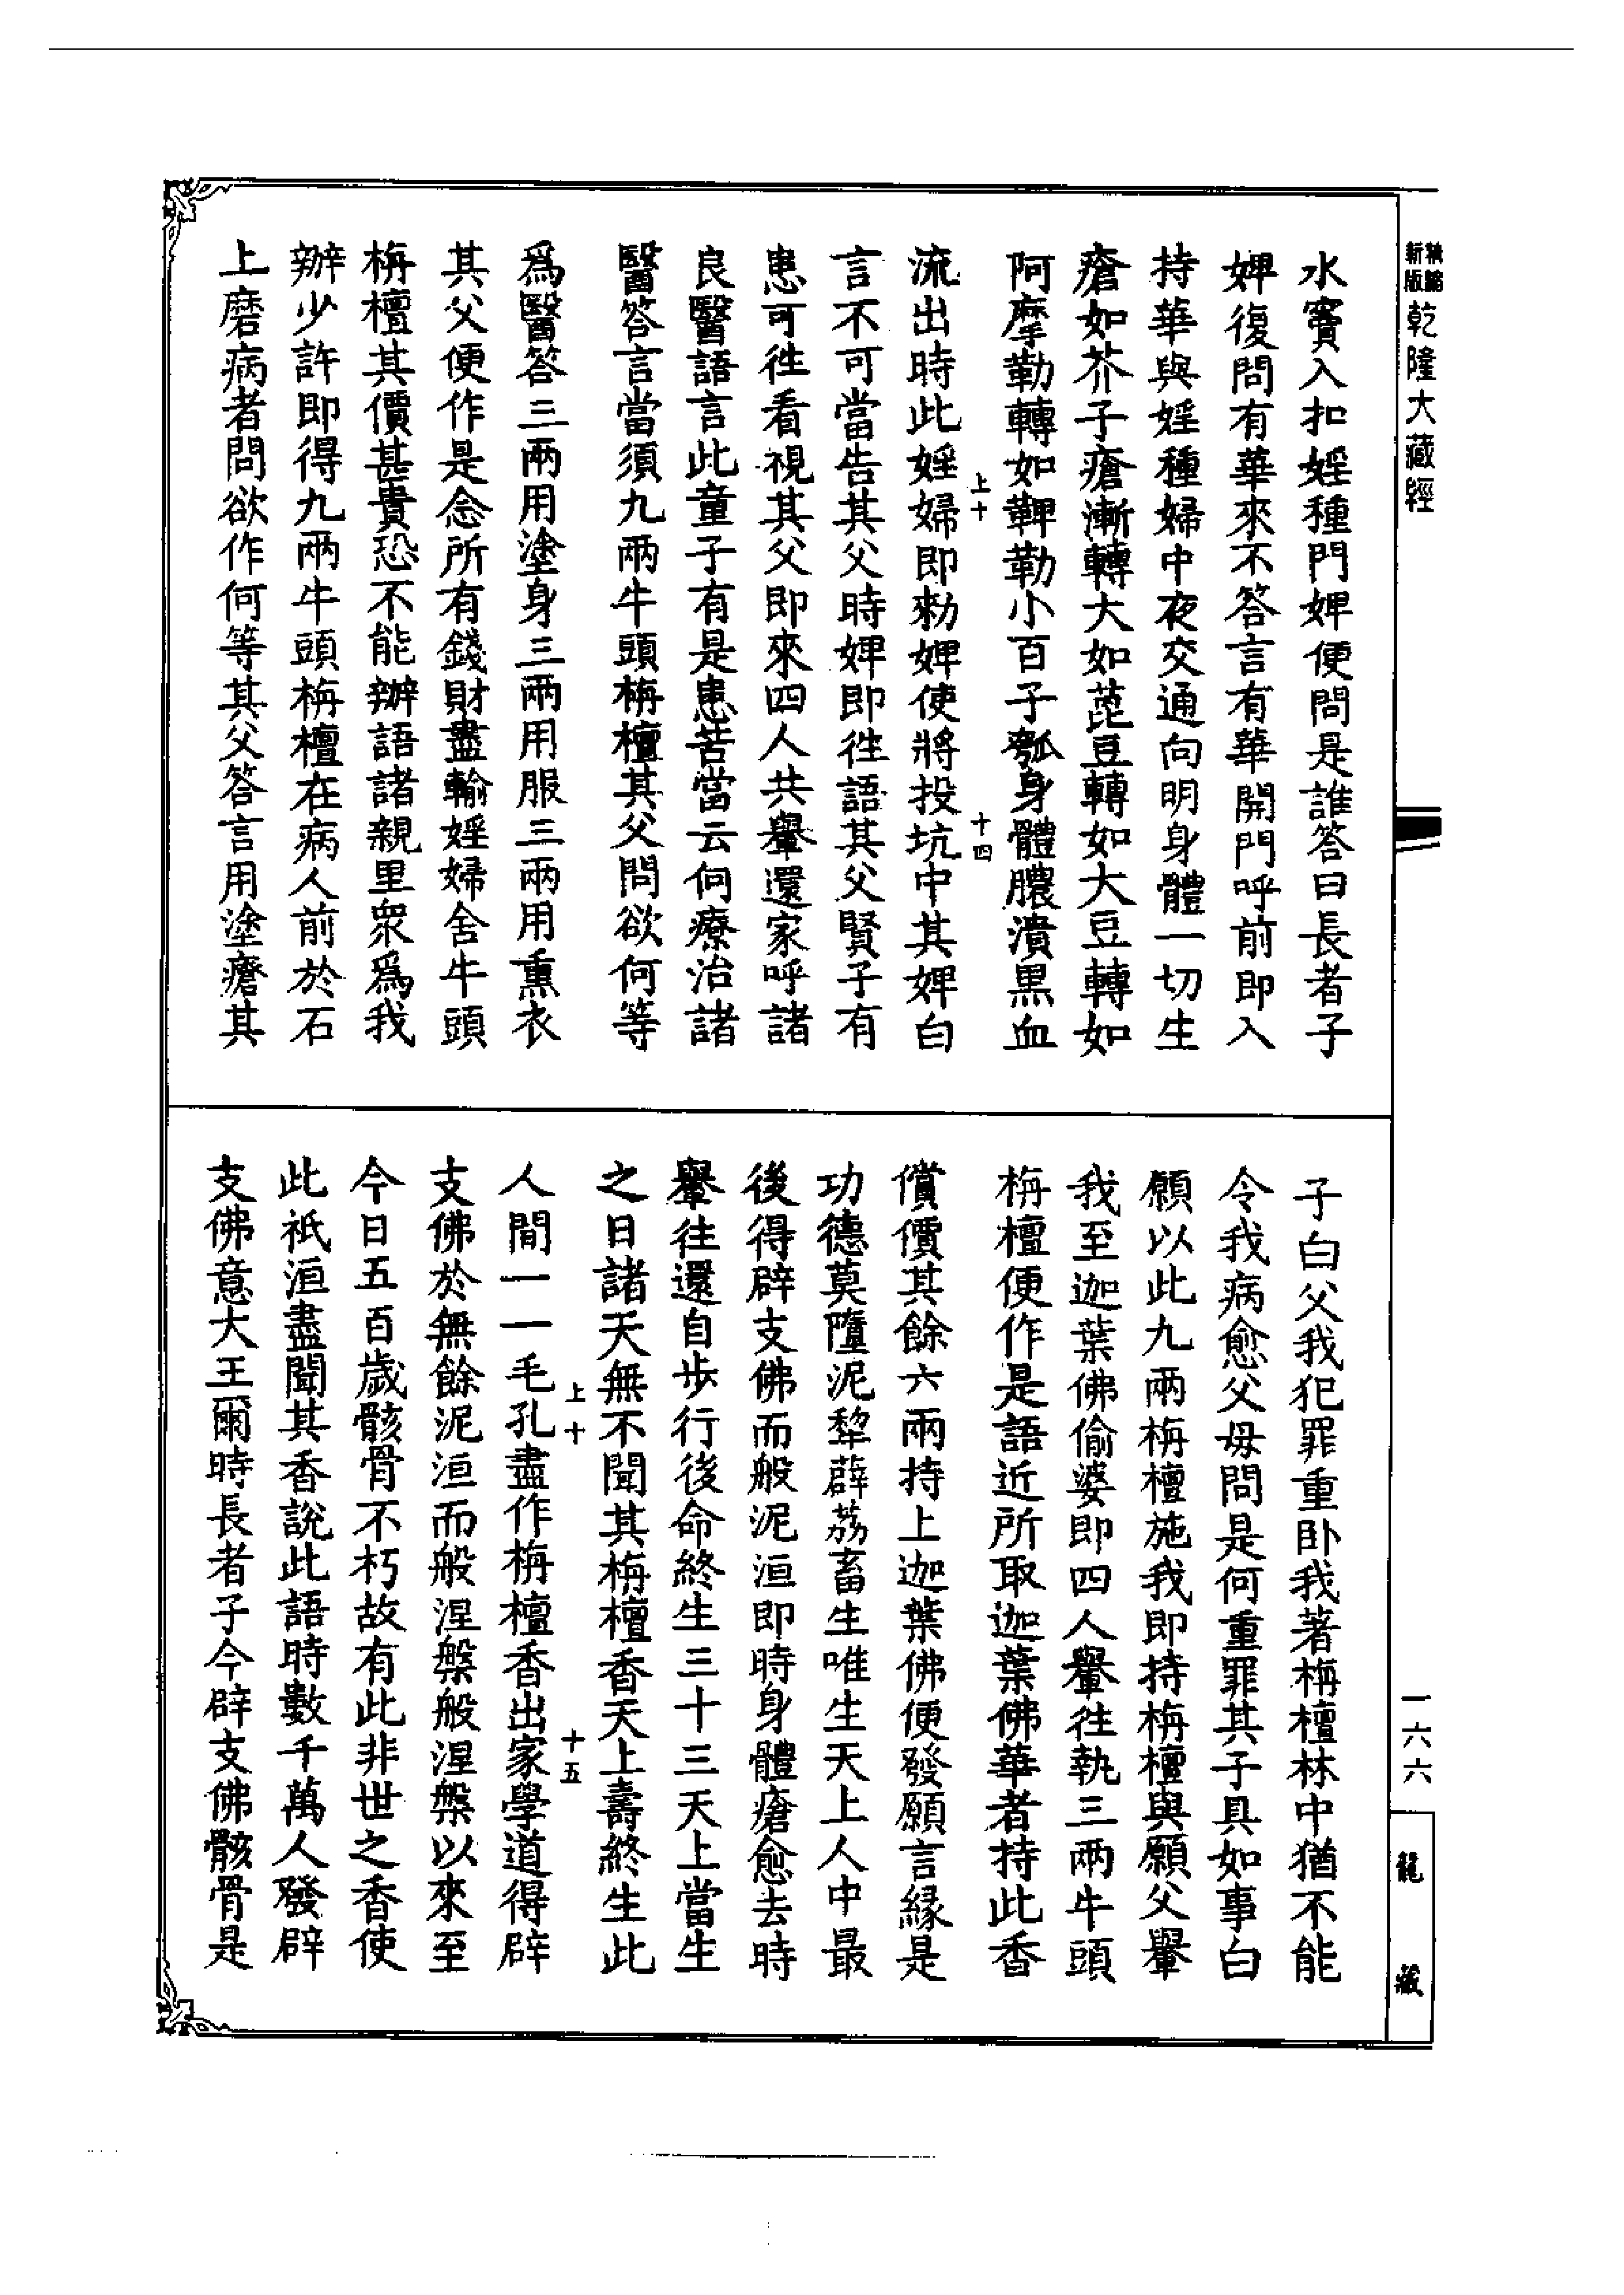 精縮新版 乾隆大藏經
水竇入扣婬種門婢便問是誰答曰長者子
婢復問有華來不答言有華開門呼前即入
持華與婬種婦中夜交通向明身體一切生
瘡如芥子瘡漸轉大如䓀豆轉如大豆轉如
阿摩勒轉如鞞勒小百子瓠身體膿潰黑血
上十 十四
流出時此婬婦即勑婢使將投坑中其婢白
言不可當告其父時婢即往語其父賢子有
患可往看視其父即來四人共轝還家呼諸
良醫語言此童子有是患苦當云何療治諸
醫答言當須九兩牛頭栴檀其父問欲何等
爲醫答三兩用塗身三兩用服三兩用熏衣
其父便作是念所有錢財盡輸婬婦舍牛頭
栴檀其價甚貴恐不能辦語諸親里衆爲我
辦少許即得九兩牛頭栴檀在病人前於石
上磨病者問欲作何等其父答言用塗瘡其
子白父我犯罪重卧我著栴檀林中猶不能
令我病愈父母問是何重罪其子具如事白
願以此九兩栴檀施我即持栴檀與願父轝
我至迦葉佛偷婆即四人轝往執三兩牛頭
栴檀便作是語近所取迦葉佛華者持此香
償價其餘六兩持上迦葉佛便發願言緣是
功德莫墮泥犂薜荔畜生唯生天上人中最
後得辟支佛而般泥洹即時身體瘡愈去時
轝往還自步行後命終生三十三天上當生
之日諸天無不聞其栴檀香天上壽終生此
上十 十五
人間一一毛孔盡作栴檀香出家學道得辟
支佛於無餘泥洹而般涅槃般涅槃以來至
今日五百歲骸骨不朽故有此非世之香使
此祇洹盡聞其香說此語時數千萬人發辟
支佛意大王爾時長者子今辟支佛骸骨是
一六六
龍藏